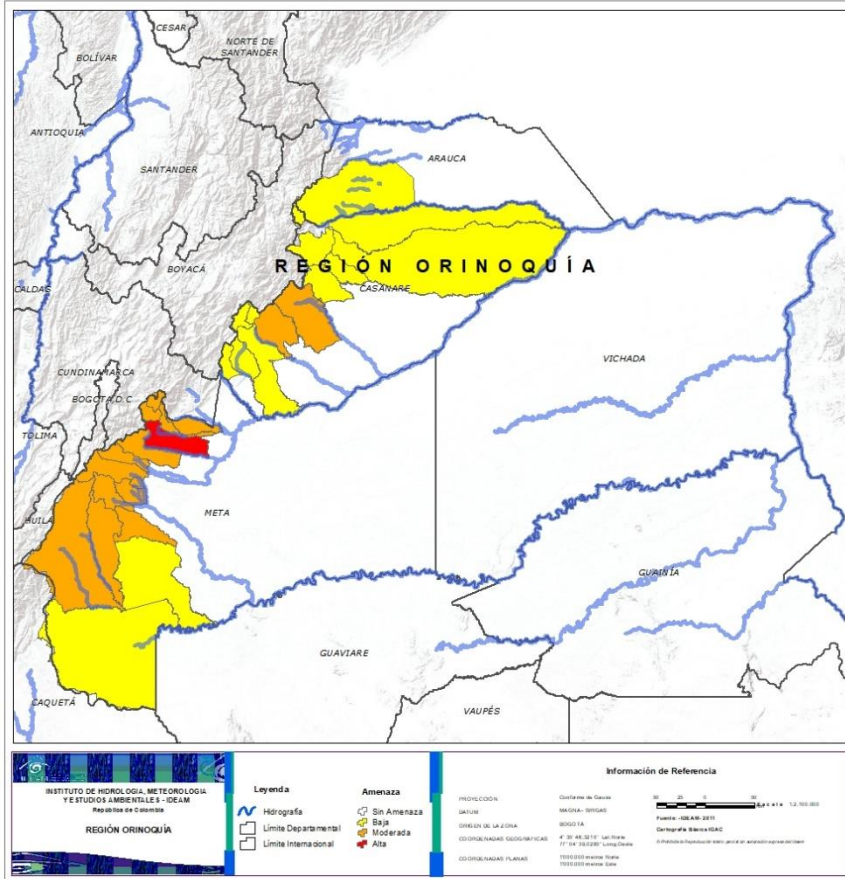 CESAR
NORTE DE
SANTANDER
BOLÍVAR
ANTIOQUIA
ARAUCA
SANTANDER
BOYACÁ
REGIÓN ORINOQUÍA
CALDAS
CASANARE
VICHADA
CUNDINAMARCA
BOGOTÁ, D.C
TOLIMA
META
HUILA
GUAINÍA
GUAVIARE
CAQUETÁ
VAUPÉS
INSTITUTO DE HIDROLOGIA, METEOROLOGIA
Y ESTUDIOS AMBIENTALES - IDEAM
República de Colombia
REGIÓN ORINOQUÍA
Leyenda
Hidrografía
Límite Departamental
Límite Internacional
Amenaza
Sin Amenaza
Baja
Moderada
Alta
Información de Referencia
PROYECCIÓN
DATUM
MAGNA-SIRGAS
ORIGEN DE LA ZONA
BOGOTÁ
COORDENADAS GEOGRÁFICAS
COORDENADAS PLANAS
Fuente: -IDEAM- 2011
Cartografía Básica IGAC